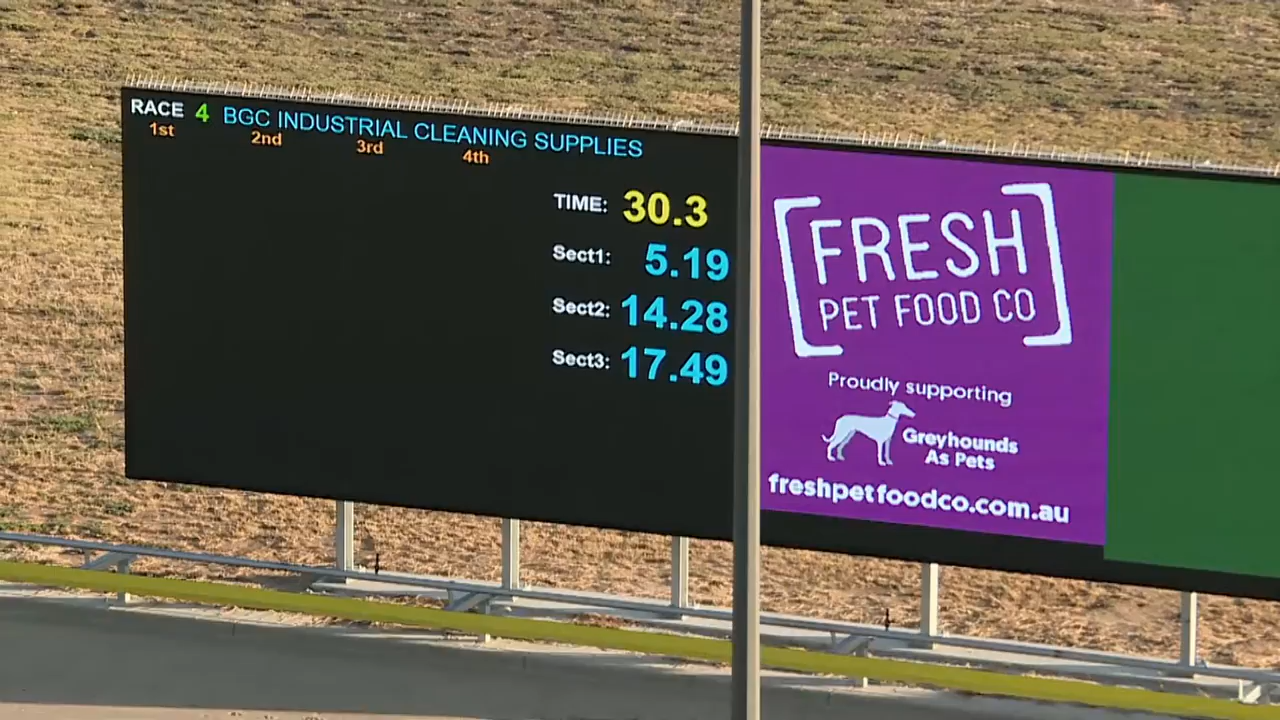 RACE 4 BGC INDUSTRIAL CLEANING SUPPLIES
1st 2nd 3rd 4th
TIME: 30.3
Sect1: 5.19
Sect2: 14.28
Sect3: 17.49
FRESH
PET FOOD CO
Proudly supporting
Greyhounds
As Pets
freshpetfoodco.com.au